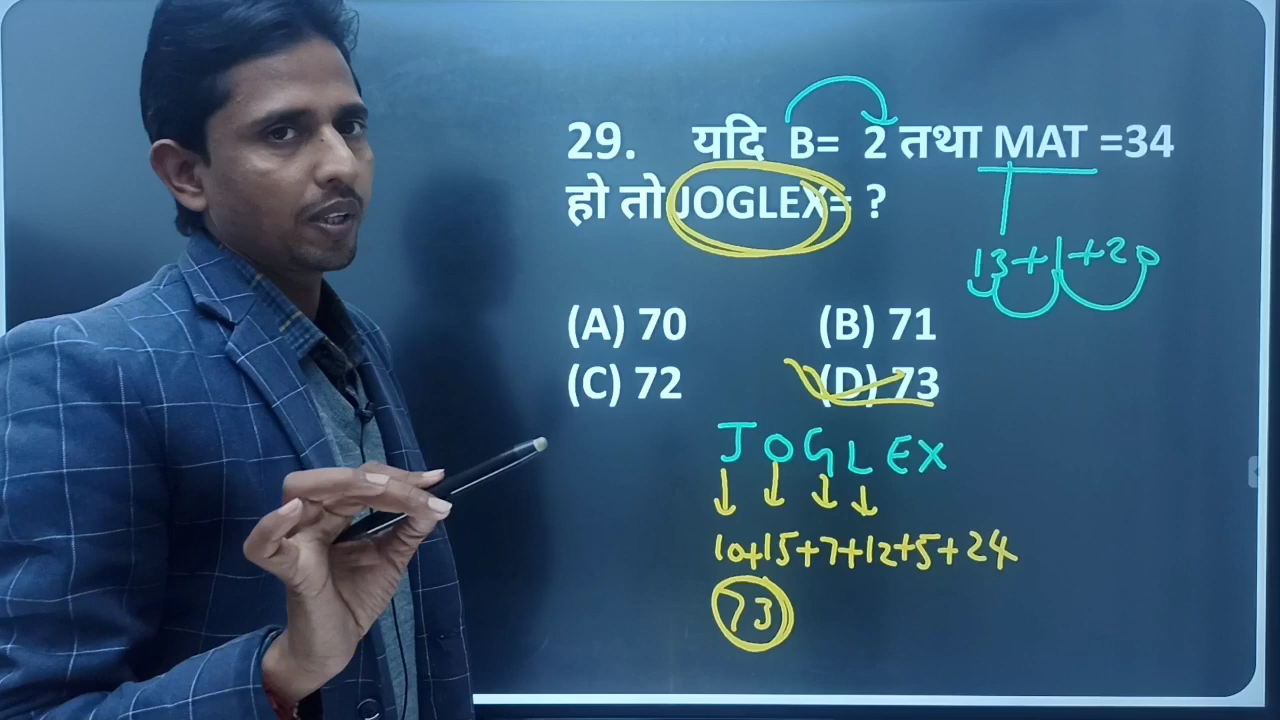 29. यदि B= 2 तथा MAT =34
हो तो JOGLEX= ?
13+1+20
(A) 70 (B) 71
(C) 72 (D) 73
JOGLEX
10+15+7+12+5+24
73